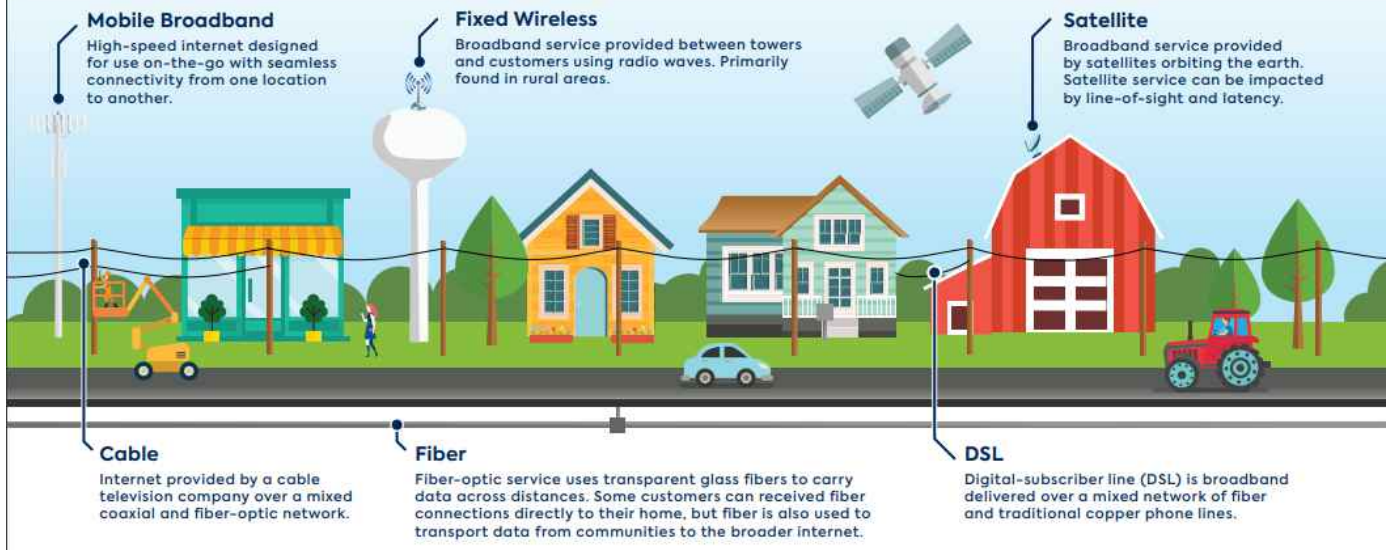 Mobile Broadband
High-speed internet designed
for use on-the-go with seamless
connectivity from one location
to another.
Fixed Wireless
Broadband service provided between towers
and customers using radio waves. Primarily
found in rural areas.
Satellite
Broadband service provided
by satellites orbiting the earth.
Satellite service can be impacted
by line-of-sight and latency.
Cable
Internet provided by a cable
television company over a mixed
coaxial and fiber-optic network.
Fiber
Fiber-optic service uses transparent glass fibers to carry
data across distances. Some customers can received fiber
connections directly to their home, but fiber is also used to
transport data from communities to the broader internet.
DSL
Digital-subscriber line (DSL) is broadband
delivered over a mixed network of fiber
and traditional copper phone lines.